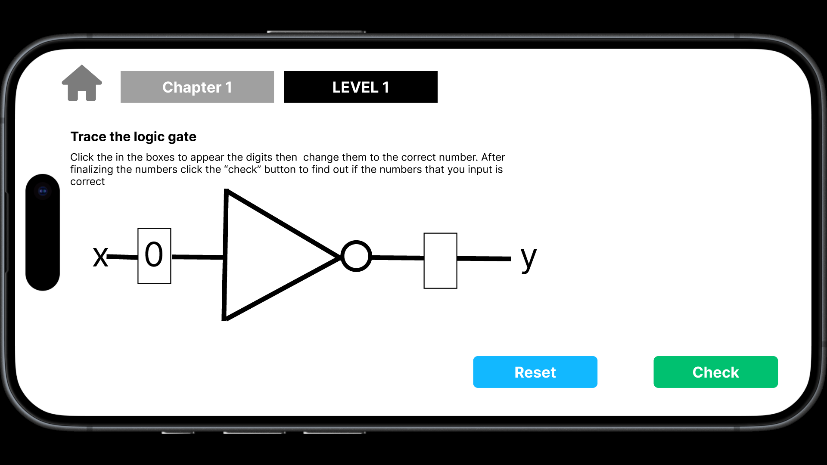 Chapter 1
LEVEL 1
Trace the logic gate
Click the in the boxes to appear the digits then change them to the correct number. After
finalizing the numbers click the “check” button to find out if the numbers that you input is
correct
x 0 y
Reset
Check